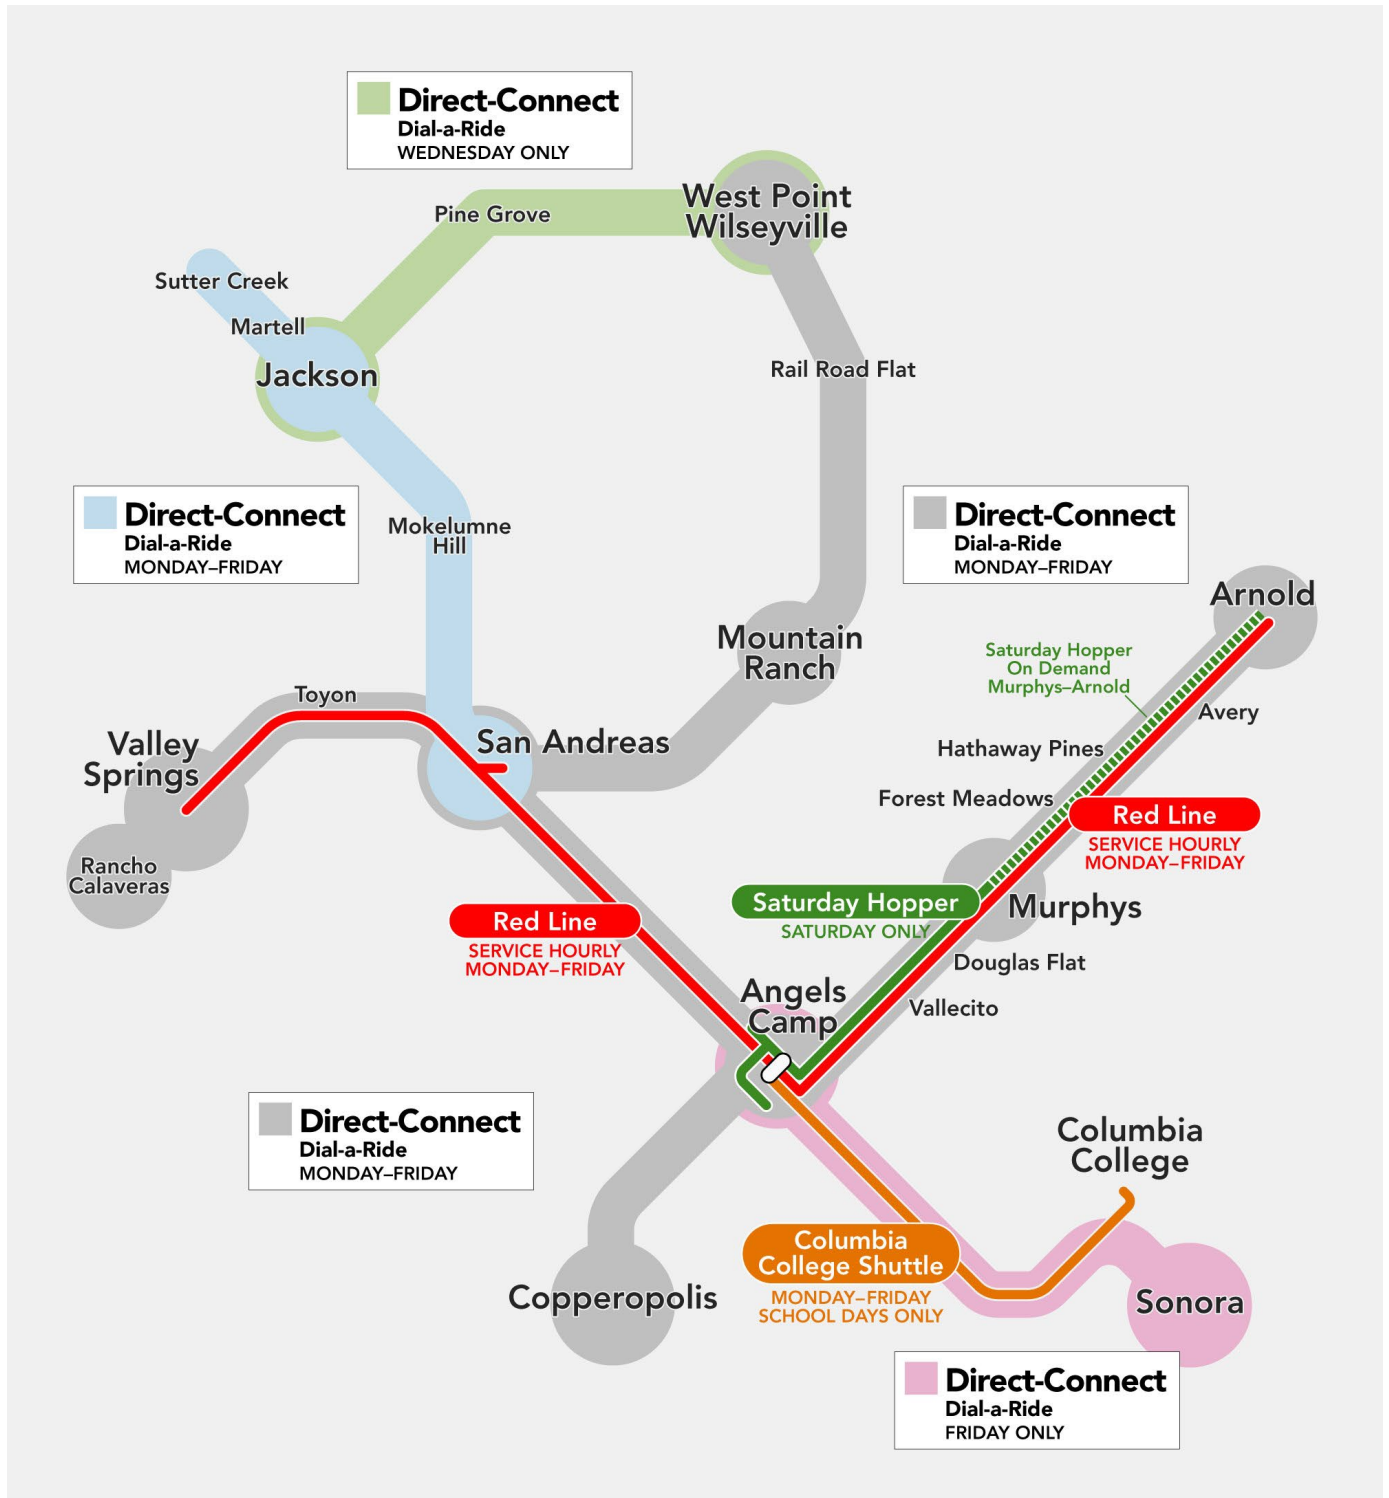 Direct-Connect
Dial-a-Ride
WEDNESDAY ONLY
West Point
Wilseyville
Pine Grove
Sutter Creek
Martell
Jackson
Rail Road Flat
Direct-Connect
Dial-a-Ride
MONDAY–FRIDAY
Mokelumne
Hill
Direct-Connect
Dial-a-Ride
MONDAY–FRIDAY
Arnold
Mountain
Ranch
Saturday Hopper
On Demand
Murphys–Arnold
Toyon
Avery
Valley
Springs
San Andreas
Hathaway Pines
Forest Meadows
Red Line
SERVICE HOURLY
MONDAY–FRIDAY
Rancho
Calaveras
Red Line
SERVICE HOURLY
MONDAY–FRIDAY
Saturday Hopper
SATURDAY ONLY
Murphys
Douglas Flat
Angels
Camp
Vallecito
Direct-Connect
Dial-a-Ride
MONDAY–FRIDAY
Columbia
College
Columbia
College Shuttle
MONDAY–FRIDAY
SCHOOL DAYS ONLY
Copperopolis
Sonora
Direct-Connect
Dial-a-Ride
FRIDAY ONLY